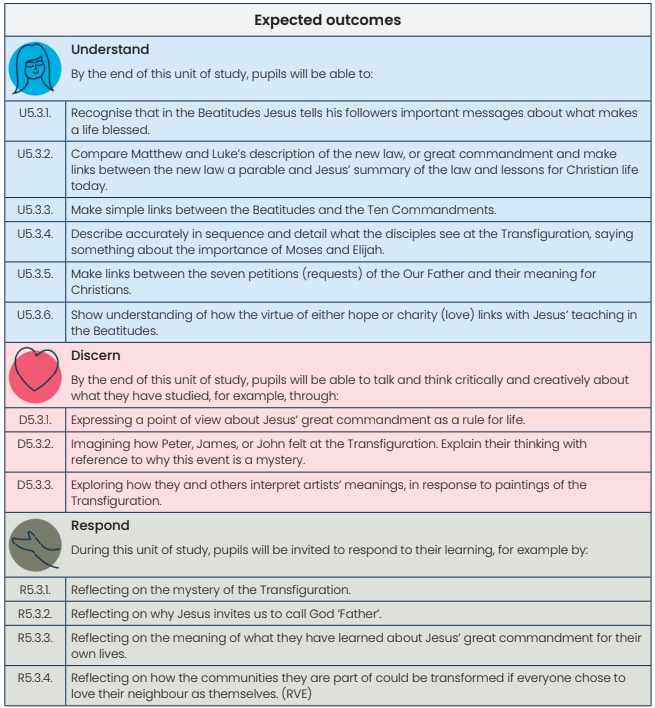 Expected outcomes
Understand
By the end of this unit of study, pupils will be able to:
U5.3.1. Recognise that in the Beatitudes Jesus tells his followers important messages about what makes
a life blessed.
U5.3.2. Compare Matthew and Luke's description of the new law, or great commandment and make
links between the new law a parable and Jesus' summary of the law and lessons for Christian life
today.
U5.3.3. Make simple links between the Beatitudes and the Ten Commandments.
U5.3.4. Describe accurately in sequence and detail what the disciples see at the Transfiguration, saying
something about the importance of Moses and Elijah.
U5.3.5. Make links between the seven petitions (requests) of the Our Father and their meaning for
Christians.
U5.3.6. Show understanding of how the virtue of either hope or charity (love) links with Jesus' teaching in
the Beatitudes.
Discern
By the end of this unit of study, pupils will be able to talk and think critically and creatively about
what they have studied, for example, through:
D5.3.1. Expressing a point of view about Jesus' great commandment as a rule for life.
D5.3.2. Imagining how Peter, James, or John felt at the Transfiguration. Explain their thinking with
reference to why this event is a mystery.
D5.3.3. Exploring how they and others interpret artists' meanings, in response to paintings of the
Transfiguration.
Respond
During this unit of study, pupils will be invited to respond to their learning, for example by:
R5.3.1. Reflecting on the mystery of the Transfiguration.
R5.3.2. Reflecting on why Jesus invites us to call God 'Father'.
R5.3.3. Reflecting on the meaning of what they have learned about Jesus' great commandment for their
own lives.
R5.3.4. Reflecting on how the communities they are part of could be transformed if everyone chose to
love their neighbour as themselves. (RVE)